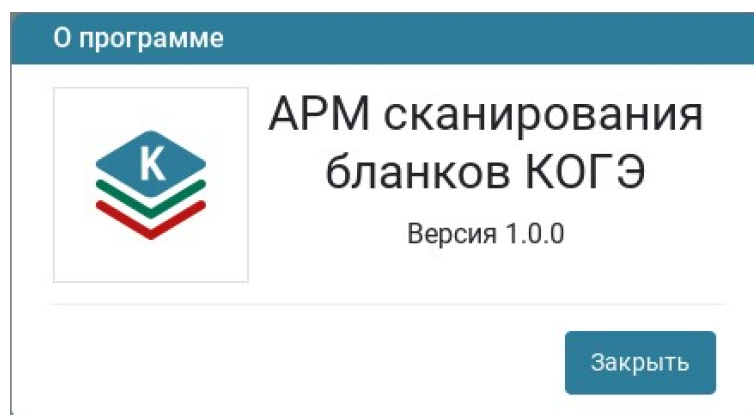 О программе
К
АРМ сканирования
бланков КОГЭ
Версия 1.0.0
Закрыть